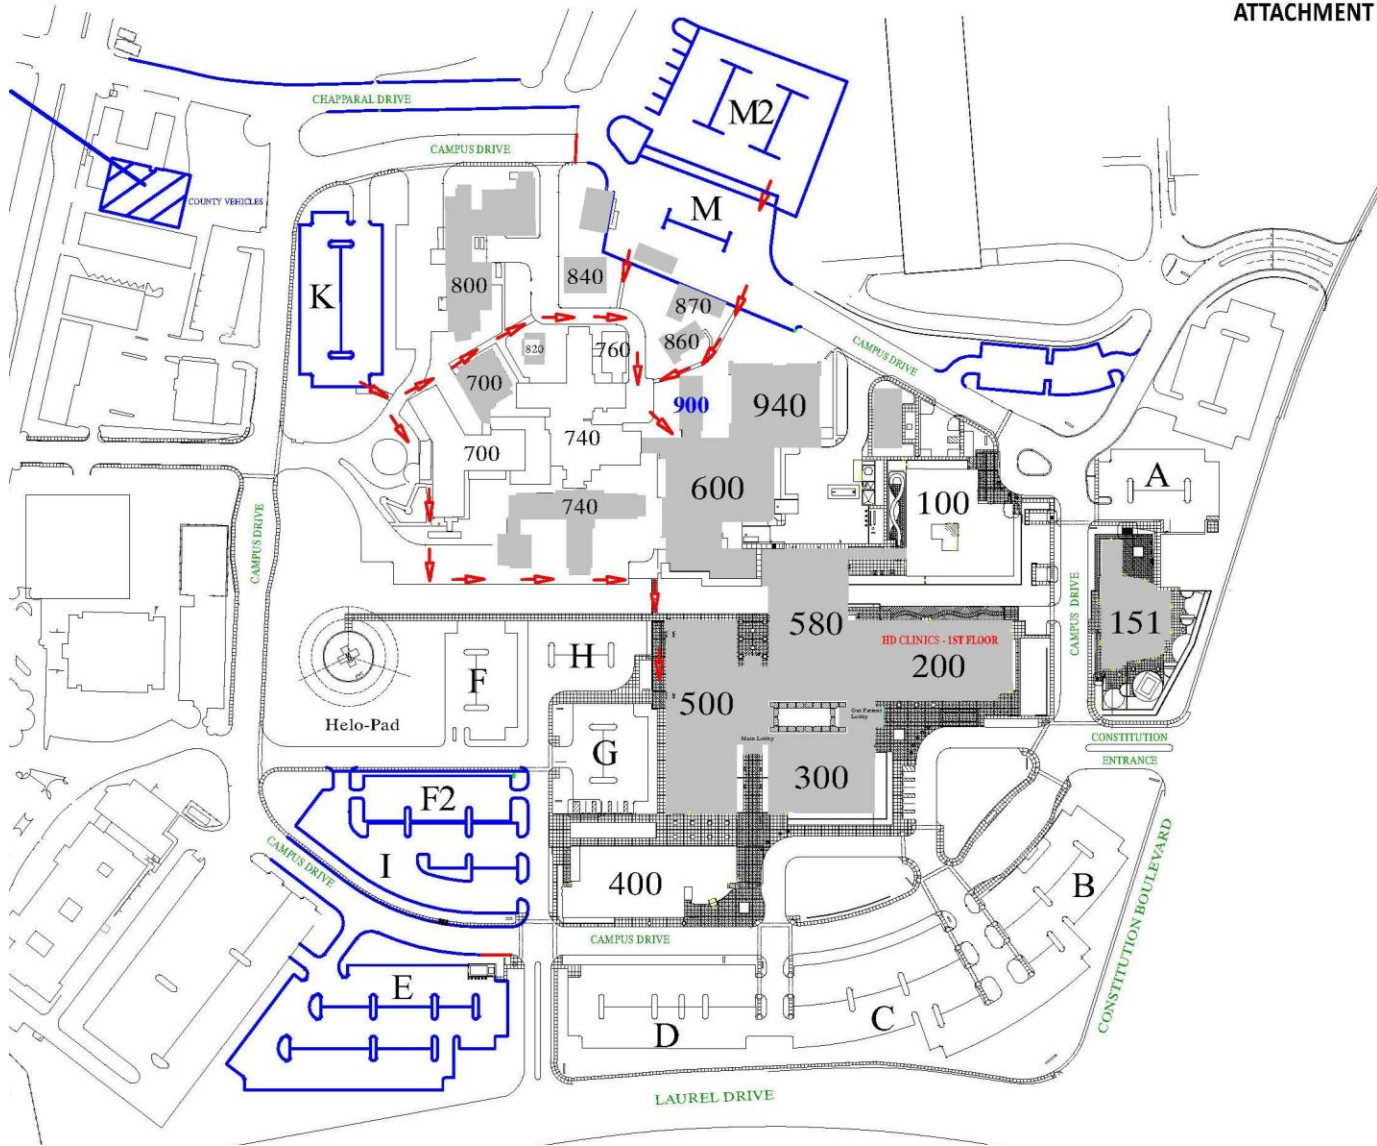 ATTACHMENT
CHAPPARAL DRIVE
CAMPUS DRIVE
M2
COUNTY VEHICLES
M
K
800
840
870
860
820
760
700
CAMPUS DRIVE
900
940
740
700
600
100
A
740
CAMPUS DRIVE
CAMPUS DRIVE
151
580
HD CLINICS - 1ST FLOOR
200
H
F
500
Helo-Pad
Out Patient
Lobby
Main Lobby
G
300
CONSTITUTION
ENTRANCE
F2
I
CAMPUS DRIVE
400
B
CONSTITUTION BOULEVARD
CAMPUS DRIVE
E
D
C
LAUREL DRIVE